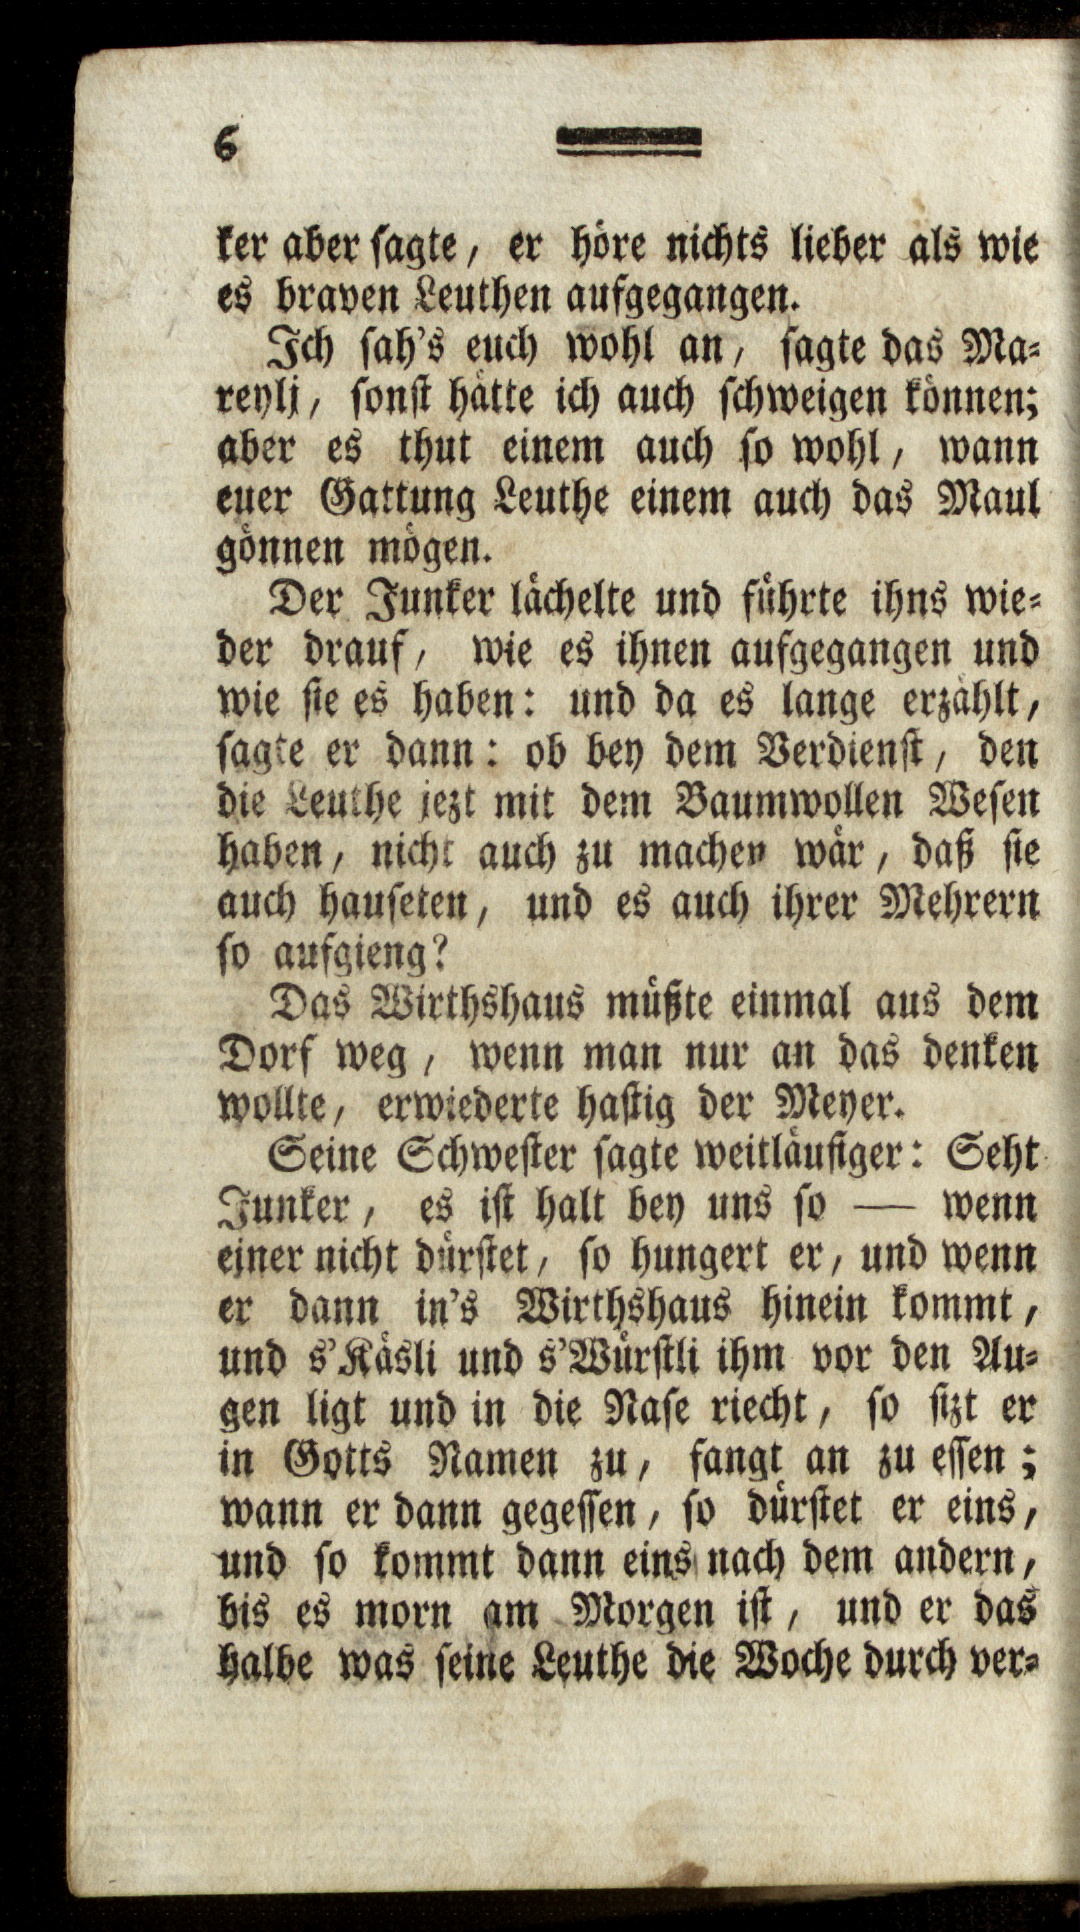 6
ker aber sagte, er höre nichts lieber als wie
es braven Leuthen aufgegangen.
Ich sah's euch wohl an, sagte das Ma-
reyli, sonst hätte ich auch schweigen können;
aber es thut einem auch so wohl, wann
euer Gattung Leuthe einem auch das Maul
gönnen mögen.
Der Junker lächelte und führte ihns wie-
der drauf, wie es ihnen aufgegangen und
wie sie es haben: und da es lange erzählt,
sagte er dann: ob bey dem Verdienst, den
die Leuthe jezt mit dem Baumwollen Wesen
haben, nicht auch zu machen wär, daß sie
auch hauseten, und es auch ihrer Mehrern
so aufgieng?
Das Wirthshaus müßte einmal aus dem
Dorf weg, wenn man nur an das denken
wollte, erwiederte hastig der Meyer.
Seine Schwester sagte weitläufiger: Seht
Junker, es ist halt bey uns so — wenn
einer nicht dürstet, so hungert er, und wenn
er dann in's Wirthshaus hinein kommt,
und s'Käsli und s'Würstli ihm vor den Au-
gen ligt und in die Nase riecht, so sizt er
in Gotts Namen zu, fangt an zu essen;
wann er dann gegessen, so dürstet er eins,
und so kommt dann eins nach dem andern,
bis es morn am Morgen ist, und er das
halbe was seine Leuthe die Woche durch ver-